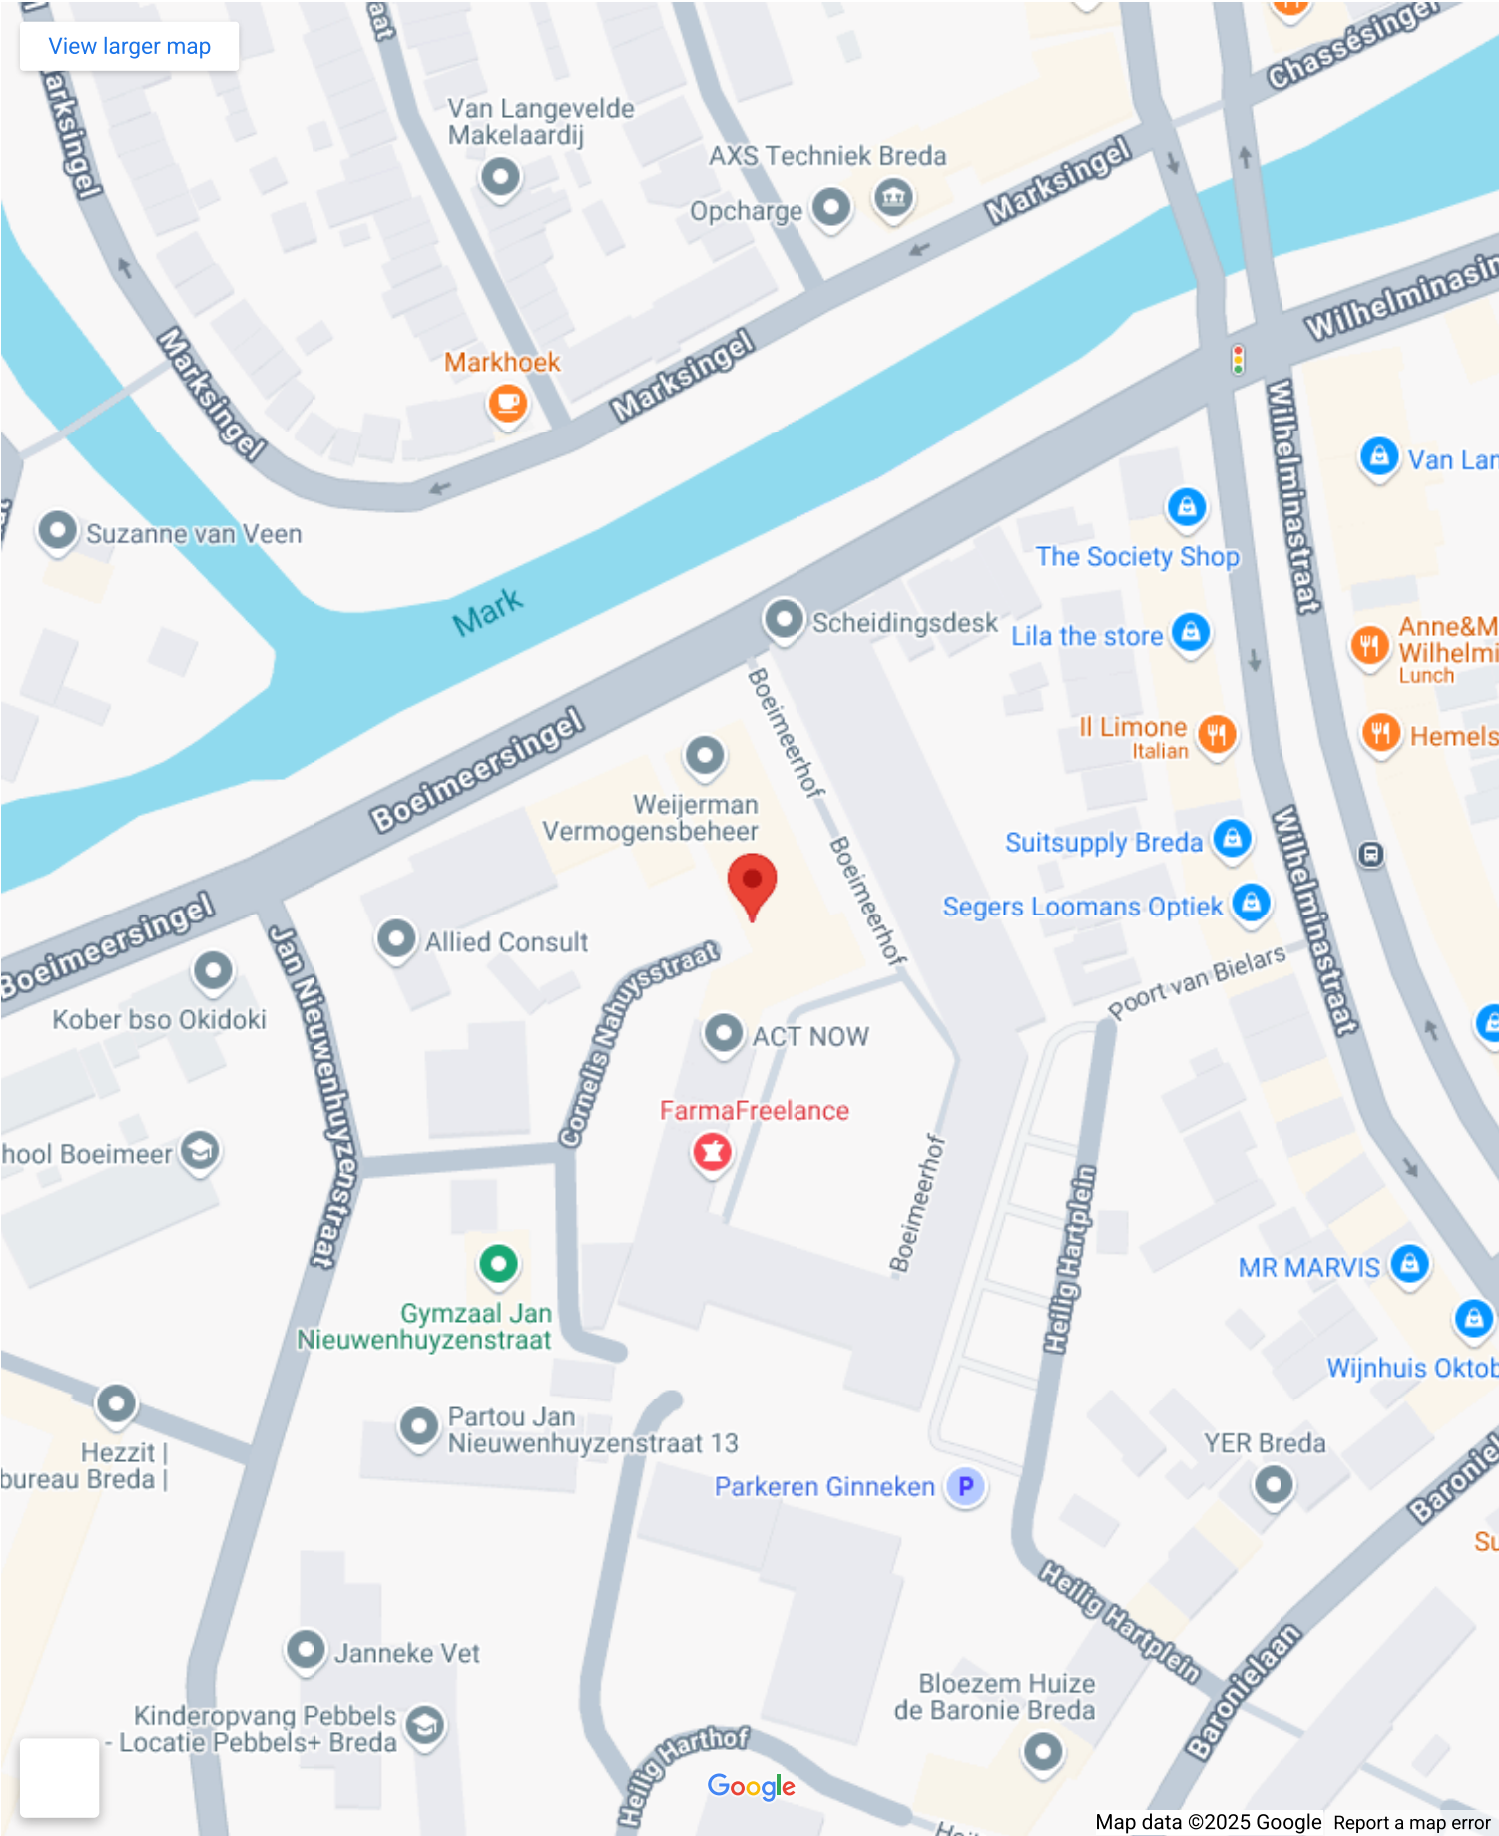 View larger map
Marksingel
Chassésingel
Van Langevelde
Makelaardij
AXS Techniek Breda
Opcharge
Marksingel
Marksingel
Marksingel
Wilhelminasin
Markhoek
Wilhelminastraat
Van Lan
Suzanne van Veen
The Society Shop
Mark
Scheidingsdesk
Lila the store
Anne&M
Wilhelmi
Lunch
Boeimeerhof
Boeimeersingel
Il Limone
Italian
Hemels
Weijerman
Vermogensbeheer
Boeimeerhof
Suitsupply Breda
Wilhelminastraat
Segers Loomans Optiek
Boeimeersingel
Allied Consult
Jan Nieuwenhuyzenstraat
Cornelis Nahuysstraat
Poort van Bielars
Kober bso Okidoki
ACT NOW
FarmaFreelance
hool Boeimeer
Boeimeerhof
Heilig Hartplein
MR MARVIS
Gymzaal Jan
Nieuwenhuyzenstraat
Wijnhuis Oktob
Partou Jan
Nieuwenhuyzenstraat 13
Hezzit |
bureau Breda |
YER Breda
Parkeren Ginneken
P
Baroniel
Su
Heilig Hartplein
Janneke Vet
Baronielaan
Bloezem Huize
de Baronie Breda
Kinderopvang Pebbels
- Locatie Pebbels+ Breda
Heilig Harthof
Google
Map data ©2025 Google
Report a map error